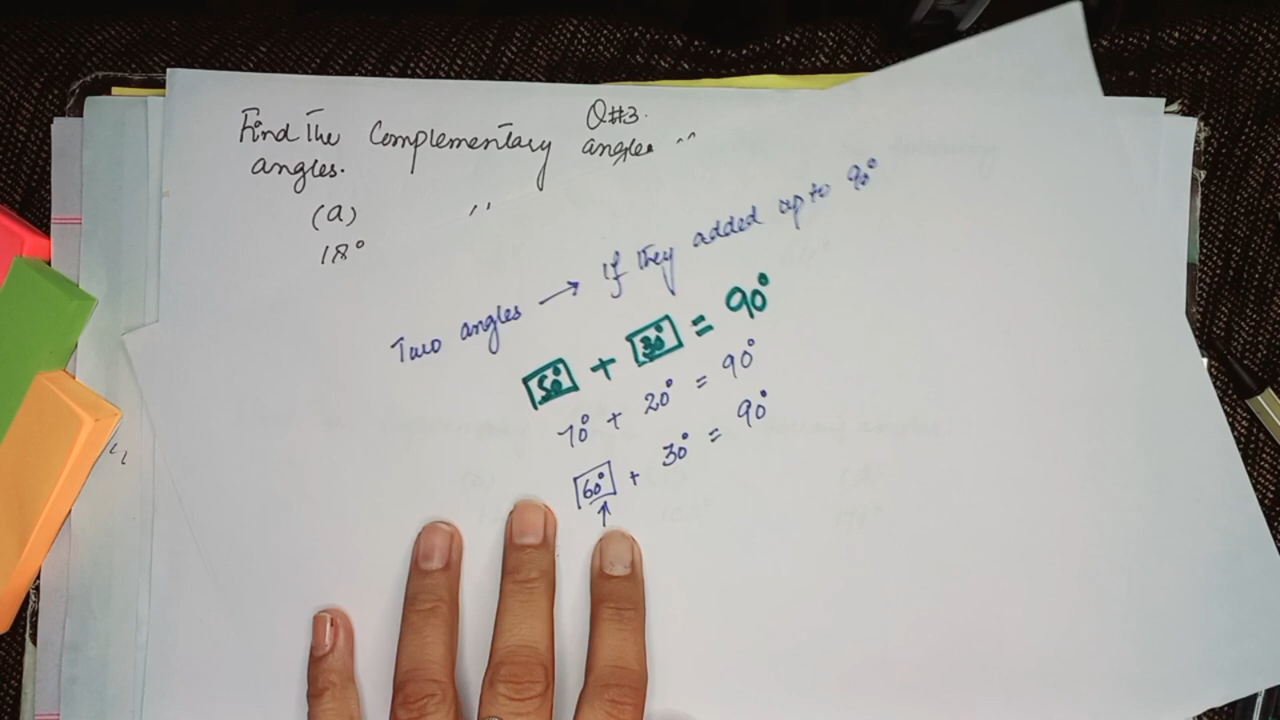 Q#3.
Find The Complementary angles "
angles.
(a) "
18°
Two angles → If they added up to 90°
50° + 30° = 90°
70° + 20° = 90°
60° + 30° = 90°